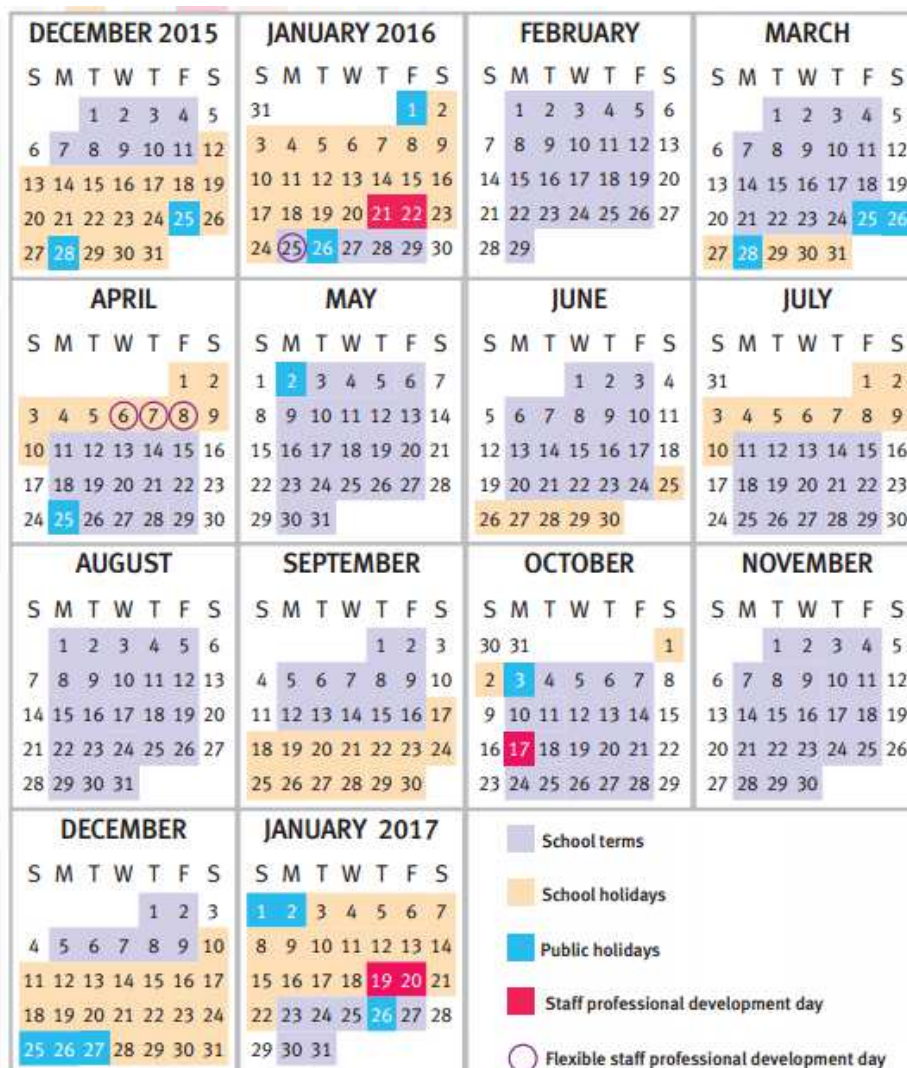 DECEMBER 2015
S M T W T F S
1 2 3 4 5
6 7 8 9 10 11 12
13 14 15 16 17 18 19
20 21 22 23 24 25 26
27 28 29 30 31
JANUARY 2016
S M T W T F S
31 1 2
3 4 5 6 7 8 9
10 11 12 13 14 15 16
17 18 19 20 21 22 23
24 25 26 27 28 29 30
FEBRUARY
S M T W T F S
1 2 3 4 5 6
7 8 9 10 11 12 13
14 15 16 17 18 19 20
21 22 23 24 25 26 27
28 29
MARCH
S M T W T F S
1 2 3 4 5
6 7 8 9 10 11 12
13 14 15 16 17 18 19
20 21 22 23 24 25 26
27 28 29 30 31
APRIL
S M T W T F S
1 2
3 4 5 6 7 8 9
10 11 12 13 14 15 16
17 18 19 20 21 22 23
24 25 26 27 28 29 30
MAY
S M T W T F S
1 2 3 4 5 6 7
8 9 10 11 12 13 14
15 16 17 18 19 20 21
22 23 24 25 26 27 28
29 30 31
JUNE
S M T W T F S
1 2 3 4
5 6 7 8 9 10 11
12 13 14 15 16 17 18
19 20 21 22 23 24 25
26 27 28 29 30
JULY
S M T W T F S
31 1 2
3 4 5 6 7 8 9
10 11 12 13 14 15 16
17 18 19 20 21 22 23
24 25 26 27 28 29 30
AUGUST
S M T W T F S
1 2 3 4 5 6
7 8 9 10 11 12 13
14 15 16 17 18 19 20
21 22 23 24 25 26 27
28 29 30 31
SEPTEMBER
S M T W T F S
1 2 3
4 5 6 7 8 9 10
11 12 13 14 15 16 17
18 19 20 21 22 23 24
25 26 27 28 29 30
OCTOBER
S M T W T F S
30 31 1
2 3 4 5 6 7 8
9 10 11 12 13 14 15
16 17 18 19 20 21 22
23 24 25 26 27 28 29
NOVEMBER
S M T W T F S
1 2 3 4 5
6 7 8 9 10 11 12
13 14 15 16 17 18 19
20 21 22 23 24 25 26
27 28 29 30
DECEMBER
S M T W T F S
1 2 3
4 5 6 7 8 9 10
11 12 13 14 15 16 17
18 19 20 21 22 23 24
25 26 27 28 29 30 31
JANUARY 2017
S M T W T F S
1 2 3 4 5 6 7
8 9 10 11 12 13 14
15 16 17 18 19 20 21
22 23 24 25 26 27 28
29 30 31
School terms
School holidays
Public holidays
Staff professional development day
Flexible staff professional development day